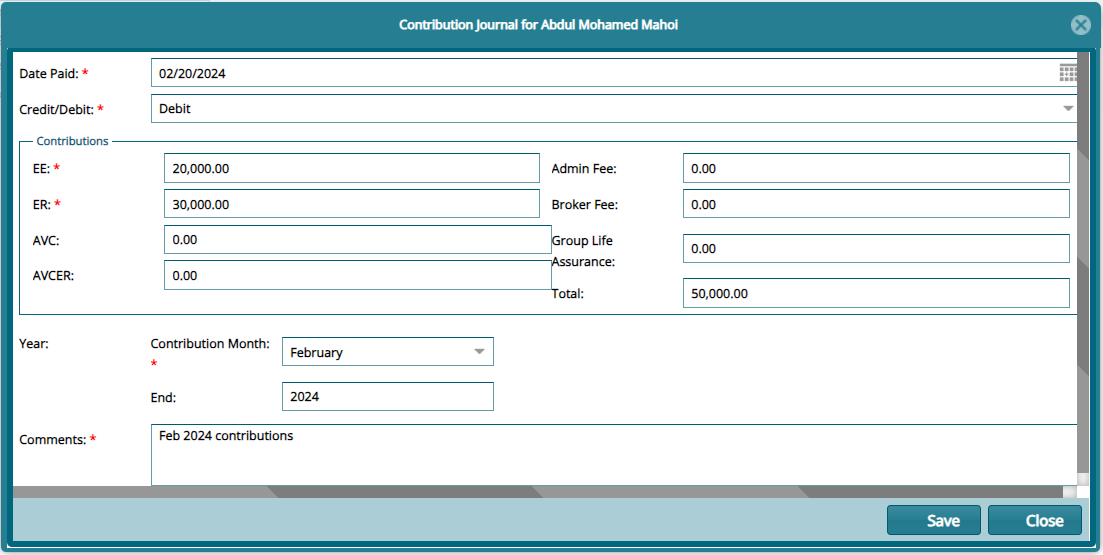 Contribution Journal for Abdul Mohamed Mahoi
Date Paid: *
02/20/2024
Credit/Debit: *
Debit
Contributions
EE: *
20,000.00
Admin Fee:
0.00
ER: *
30,000.00
Broker Fee:
0.00
AVC:
0.00
Group Life
Assurance:
0.00
AVCER:
0.00
Total:
50,000.00
Year:
Contribution Month:
*
February
End:
2024
Comments: *
Feb 2024 contributions
Save
Close